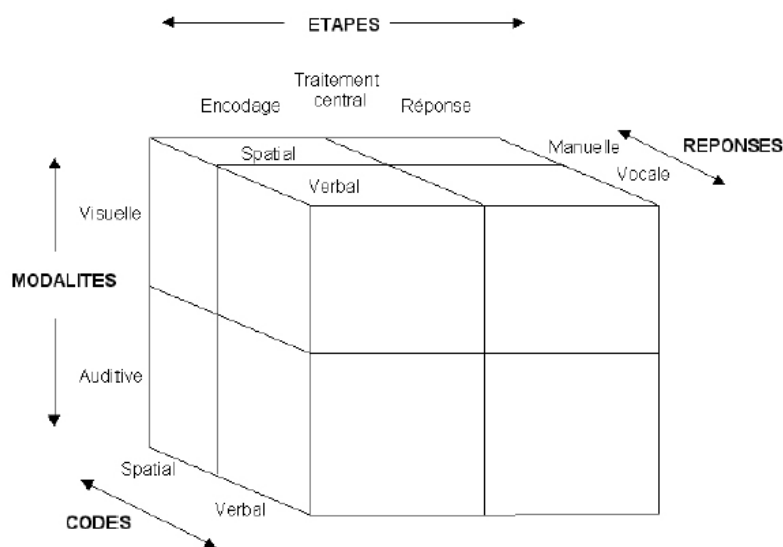 ETAPES
Traitement
central
Encodage
Réponse
Spatial
Manuelle
REPONSES
Verbal
Vocale
Visuelle
MODALITES
Auditive
Spatial
Verbal
CODES